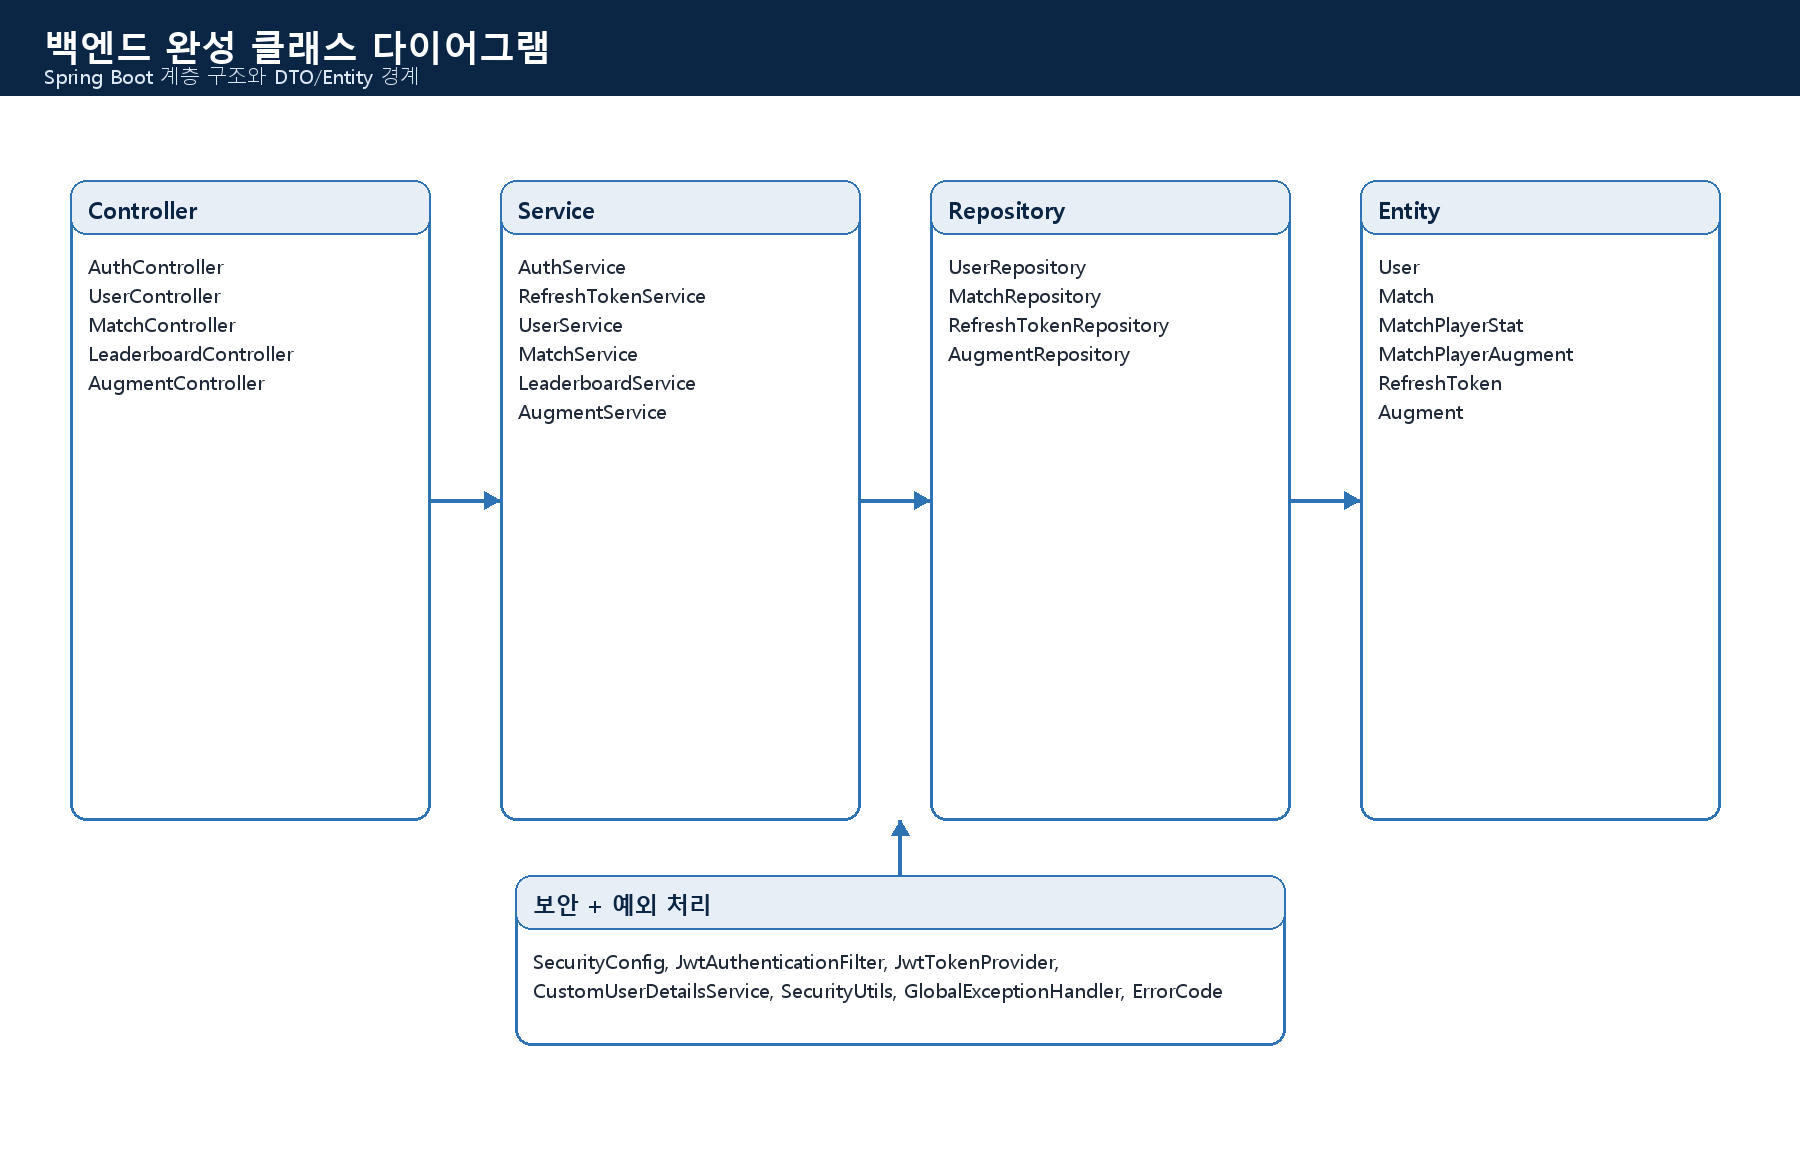 백엔드 완성 클래스 다이어그램
Spring Boot 계층 구조와 DTO/Entity 경계
Controller
AuthController
UserController
MatchController
LeaderboardController
AugmentController
Service
AuthService
RefreshTokenService
UserService
MatchService
LeaderboardService
AugmentService
Repository
UserRepository
MatchRepository
RefreshTokenRepository
AugmentRepository
Entity
User
Match
MatchPlayerStat
MatchPlayerAugment
RefreshToken
Augment
보안 + 예외 처리
SecurityConfig, JwtAuthenticationFilter, JwtTokenProvider,
CustomUserDetailsService, SecurityUtils, GlobalExceptionHandler, ErrorCode